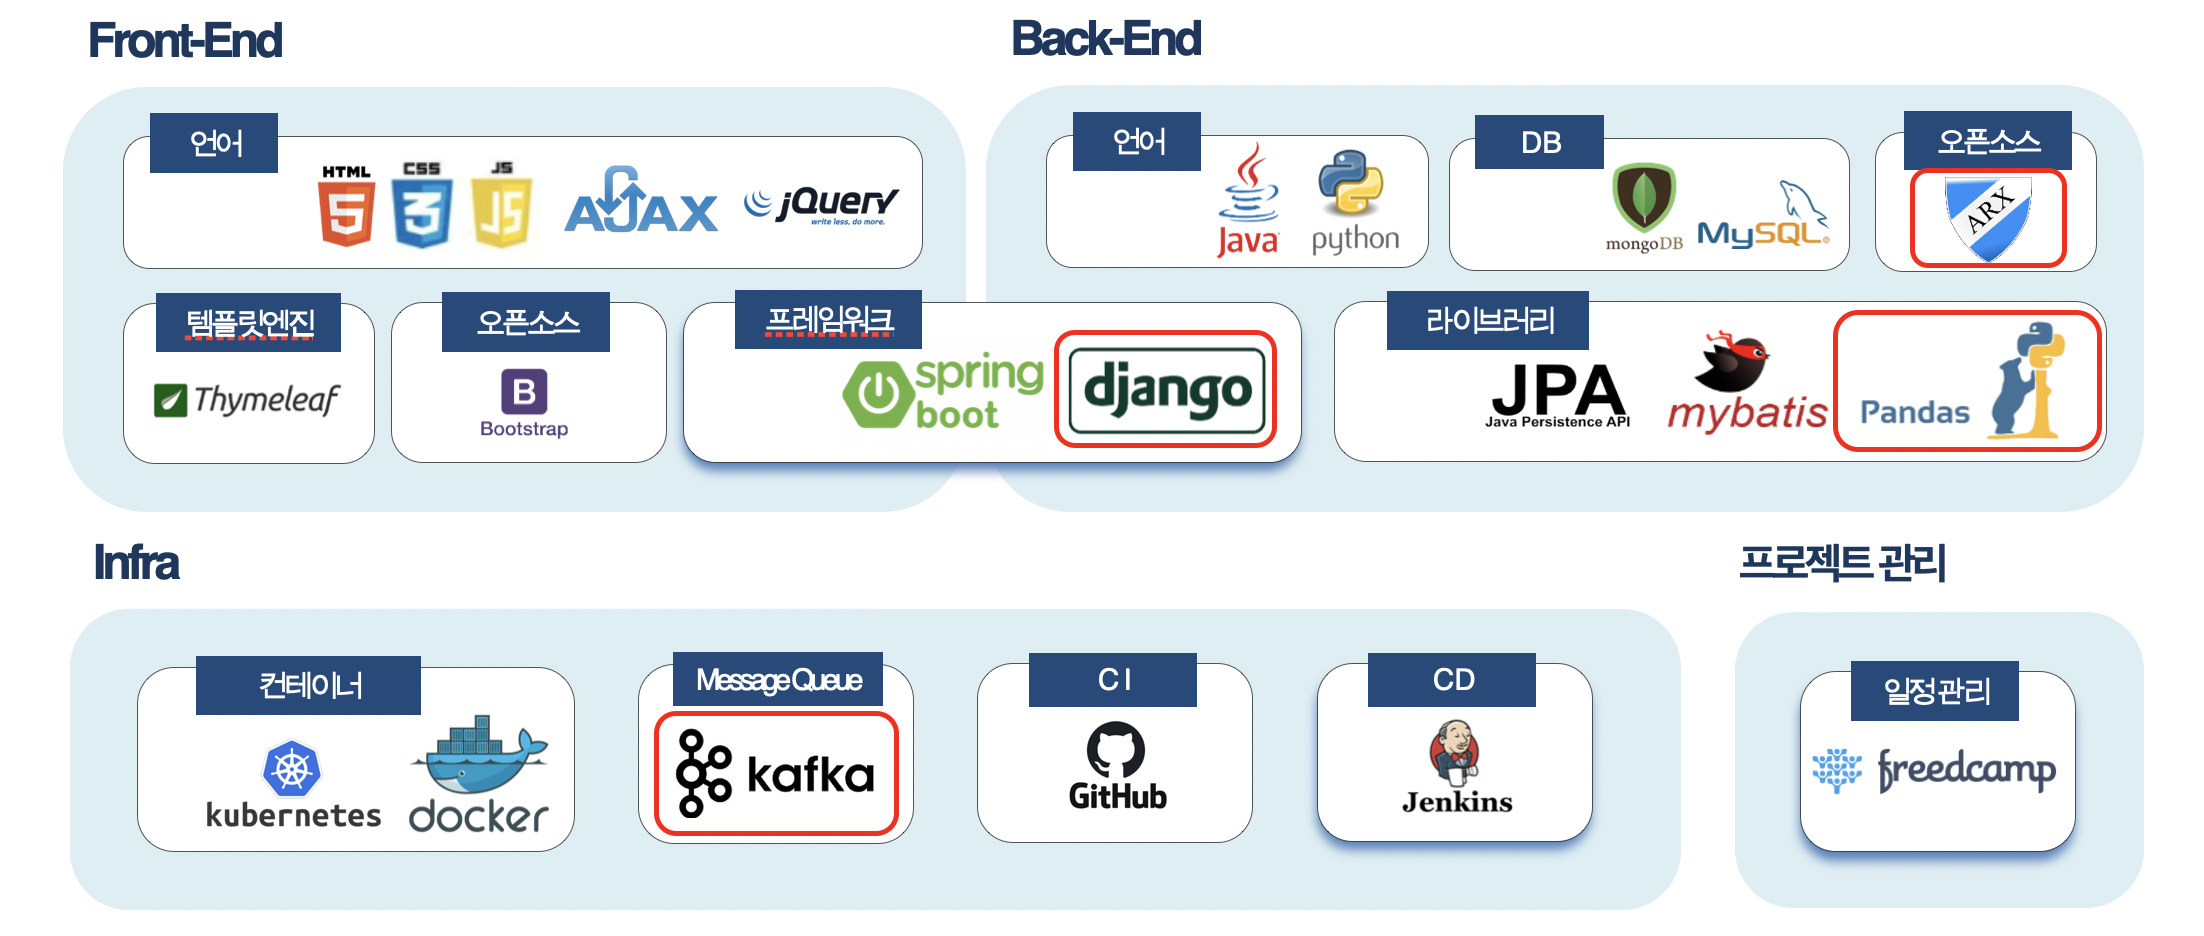 Front-End
Back-End
언어
HTML
CSS
JS
5
3
JS
AJAX
jQuery
write less, do more.
언어
Java
python
DB
mongoDB
MySQL®
오픈소스
ARX
템플릿엔진
Thymeleaf
오픈소스
B
Bootstrap
프레임워크
spring
boot
django
라이브러리
JPA
Java Persistence API
mybatis
Pandas
Infra
프로젝트 관리
컨테이너
kubernetes
docker
Message Queue
kafka
C I
GitHub
CD
Jenkins
일정관리
freedcamp